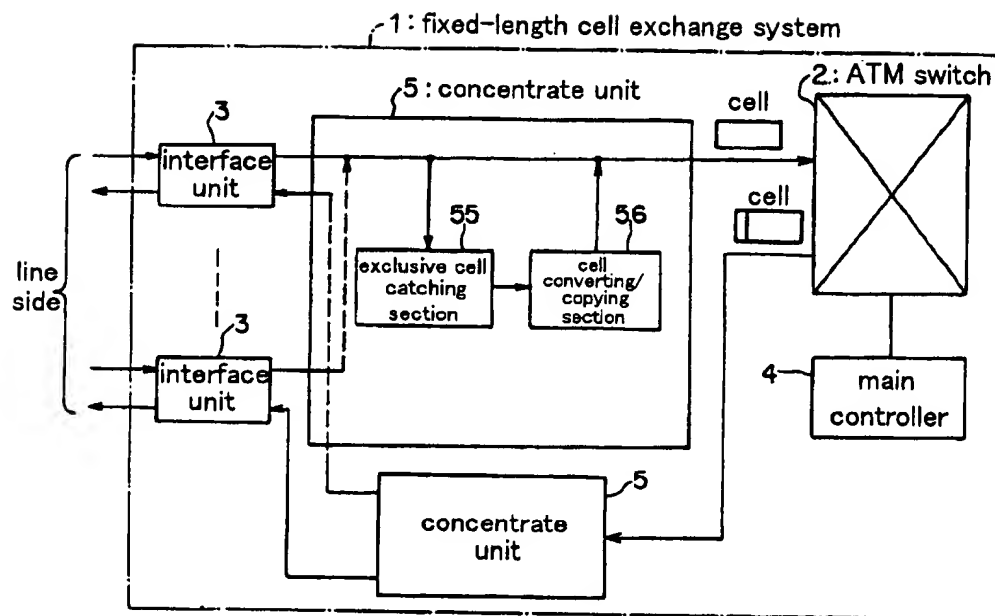 1: fixed-length cell exchange system
2: ATM switch
5: concentrate unit
cell
3
interface
unit
cell
55
56
exclusive cell
catching
section
cell
converting/
copying
section
line
side
3
interface
unit
4
main
controller
5
concentrate
unit